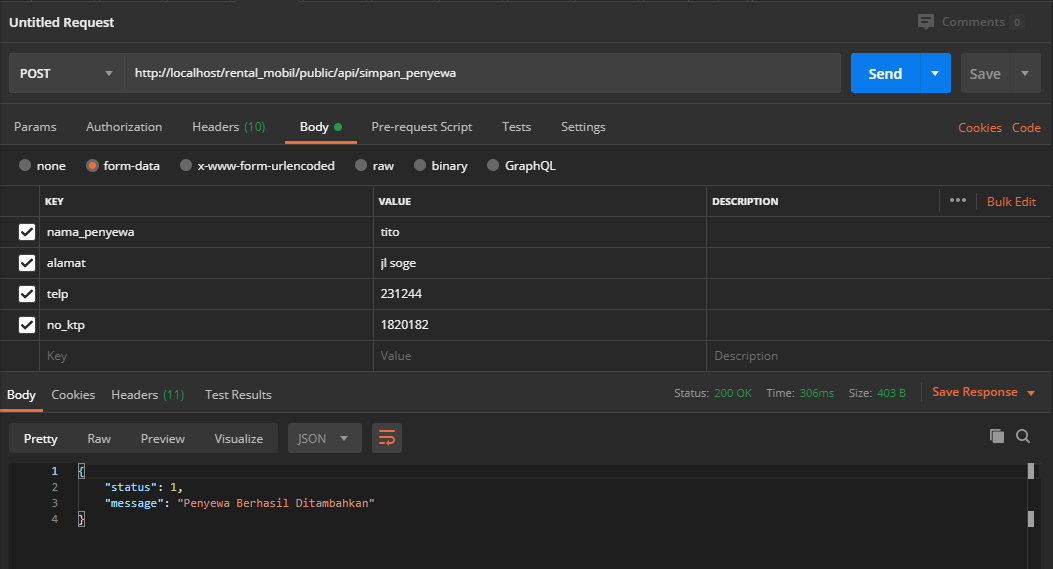 Untitled Request Comments 0
POST http://localhost/rental_mobil/public/api/simpan_penyewa Send Save
Params Authorization Headers (10) Body Pre-request Script Tests Settings Cookies Code
none form-data x-www-form-urlencoded raw binary GraphQL
KEY VALUE DESCRIPTION ••• Bulk Edit
nama_penyewa tito
alamat jl soge
telp 231244
no_ktp 1820182
Key Value Description
Body Cookies Headers (11) Test Results Status: 200 OK Time: 306ms Size: 403 B Save Response
Pretty Raw Preview Visualize JSON
1 {
2 "status": 1,
3 "message": "Penyewa Berhasil Ditambahkan"
4 }